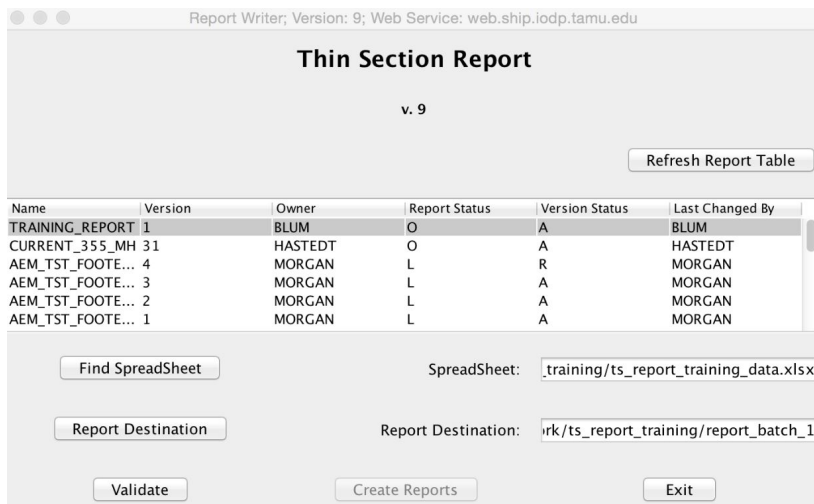 Report Writer; Version: 9; Web Service: web.ship.iodp.tamu.edu
Thin Section Report
v. 9
Refresh Report Table
Name Version Owner Report Status Version Status Last Changed By
TRAINING_REPORT 1 BLUM O A BLUM
CURRENT_355_MH 31 HASTEDT O A HASTEDT
AEM_TST_FOOTE... 4 MORGAN L R MORGAN
AEM_TST_FOOTE... 3 MORGAN L A MORGAN
AEM_TST_FOOTE... 2 MORGAN L A MORGAN
AEM_TST_FOOTE... 1 MORGAN L A MORGAN
Find SpreadSheet SpreadSheet: _training/ts_report_training_data.xlsx
Report Destination Report Destination: ork/ts_report_training/report_batch_1
Validate Create Reports Exit